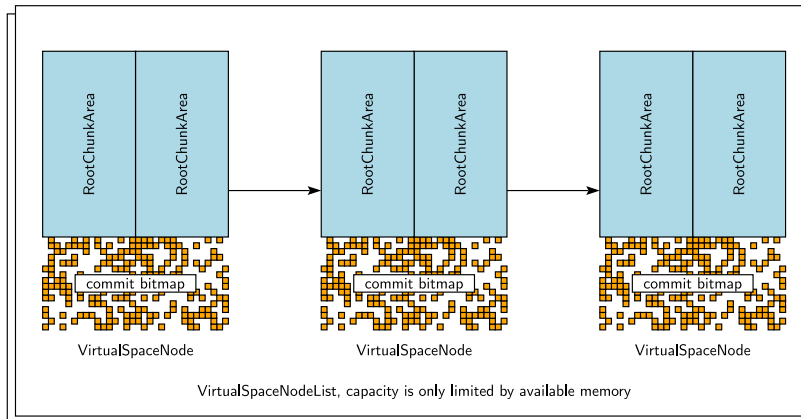 RootChunkArea
RootChunkArea
RootChunkArea
RootChunkArea
RootChunkArea
RootChunkArea
commit bitmap
commit bitmap
commit bitmap
VirtualSpaceNode
VirtualSpaceNode
VirtualSpaceNode
VirtualSpaceNodeList, capacity is only limited by available memory